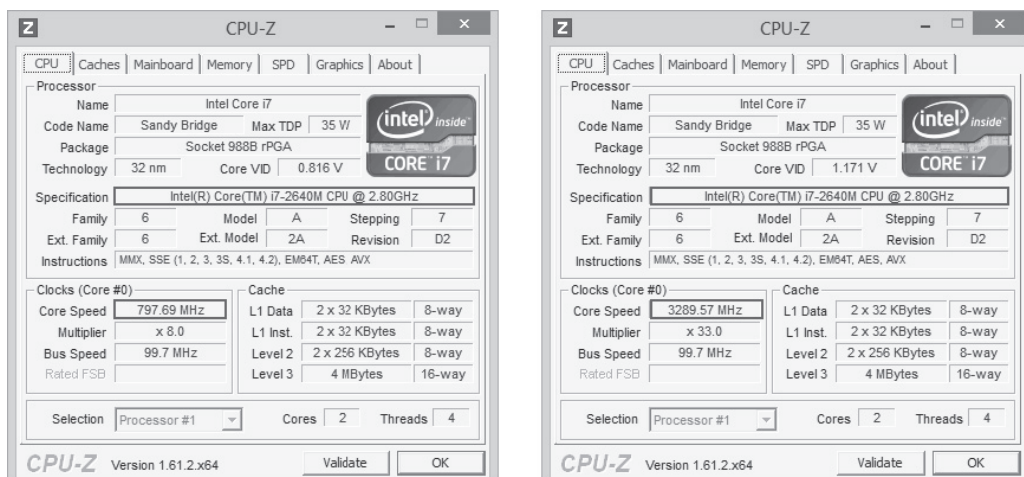 CPU-Z
CPU Caches Mainboard Memory SPD Graphics About
Processor
Name Intel Core i7
Code Name Sandy Bridge Max TDP 35 W
Package Socket 988B rPGA
Technology 32 nm Core VID 0.816 V
intel inside™
CORE™ i7
Specification Intel(R) Core(TM) i7-2640M CPU @ 2.80GHz
Family 6 Model A Stepping 7
Ext. Family 6 Ext. Model 2A Revision D2
Instructions MMX, SSE (1, 2, 3, 3S, 4.1, 4.2), EM64T, AES, AVX
Clocks (Core #0)
Core Speed 797.69 MHz
Multiplier x 8.0
Bus Speed 99.7 MHz
Rated FSB
Cache
L1 Data 2 x 32 KBytes 8-way
L1 Inst. 2 x 32 KBytes 8-way
Level 2 2 x 256 KBytes 8-way
Level 3 4 MBytes 16-way
Selection Processor #1 Cores 2 Threads 4
CPU-Z Version 1.61.2.x64 Validate OK
CPU-Z
CPU Caches Mainboard Memory SPD Graphics About
Processor
Name Intel Core i7
Code Name Sandy Bridge Max TDP 35 W
Package Socket 988B rPGA
Technology 32 nm Core VID 1.171 V
intel inside™
CORE™ i7
Specification Intel(R) Core(TM) i7-2640M CPU @ 2.80GHz
Family 6 Model A Stepping 7
Ext. Family 6 Ext. Model 2A Revision D2
Instructions MMX, SSE (1, 2, 3, 3S, 4.1, 4.2), EM64T, AES, AVX
Clocks (Core #0)
Core Speed 3289.57 MHz
Multiplier x 33.0
Bus Speed 99.7 MHz
Rated FSB
Cache
L1 Data 2 x 32 KBytes 8-way
L1 Inst. 2 x 32 KBytes 8-way
Level 2 2 x 256 KBytes 8-way
Level 3 4 MBytes 16-way
Selection Processor #1 Cores 2 Threads 4
CPU-Z Version 1.61.2.x64 Validate OK